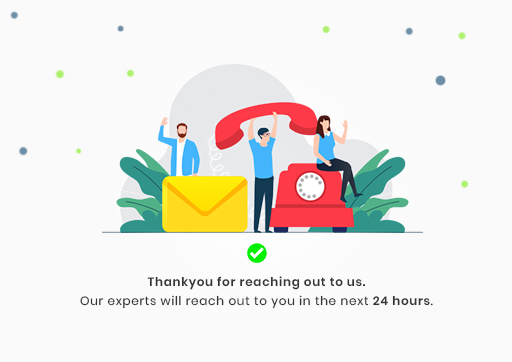 Thankyou for reaching out to us.
Our experts will reach out to you in the next 24 hours.